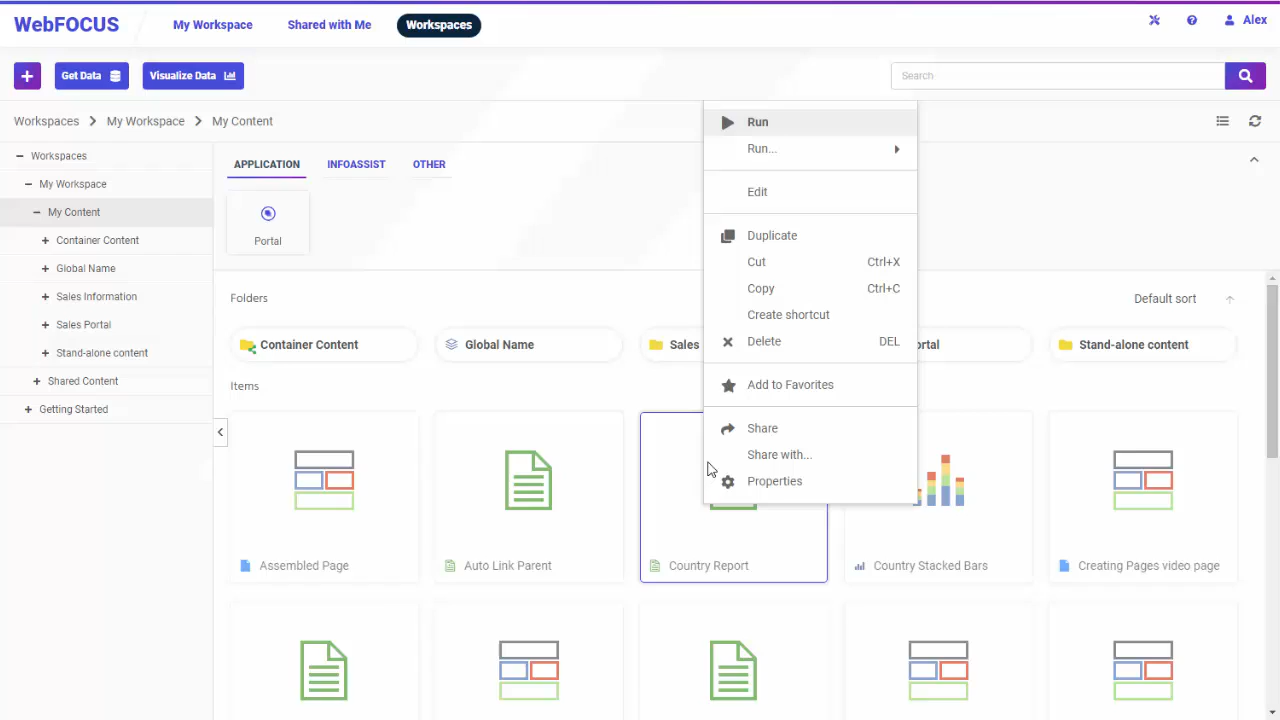 WebFOCUS
My Workspace
Shared with Me
Workspaces
Alex
Get Data
Visualize Data
Search
Workspaces
My Workspace
My Content
Workspaces
My Workspace
My Content
Container Content
Global Name
Sales Information
Sales Portal
Stand-alone content
Shared Content
Getting Started
APPLICATION
INFOASSIST
OTHER
Portal
Run
Run...
Edit
Duplicate
Cut Ctrl+X
Copy Ctrl+C
Create shortcut
Delete DEL
Add to Favorites
Share
Share with...
Properties
Folders
Default sort
Container Content
Global Name
Sales
Stand-alone content
Items
Assembled Page
Auto Link Parent
Country Report
Country Stacked Bars
Creating Pages video page